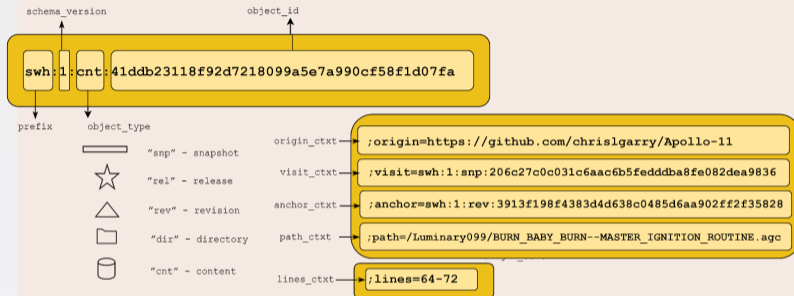 schema_version
object_id
swh:1:cnt:41ddb23118f92d7218099a5e7a990cf58f1d07fa
prefix
object_type
"snp" - snapshot
"rel" - release
"rev" - revision
"dir" - directory
"cnt" - content
origin_ctxt
;origin=https://github.com/chrislgarry/Apollo-11
visit_ctxt
;visit=swh:1:snp:206c27c0c031c6aac6b5fedddba8fe082dea9836
anchor_ctxt
;anchor=swh:1:rev:3913f198f4383d4d638c0485d6aa902ff2f35828
path_ctxt
;path=/Luminary099/BURN_BABY_BURN--MASTER_IGNITION_ROUTINE.agc
lines_ctxt
;lines=64-72